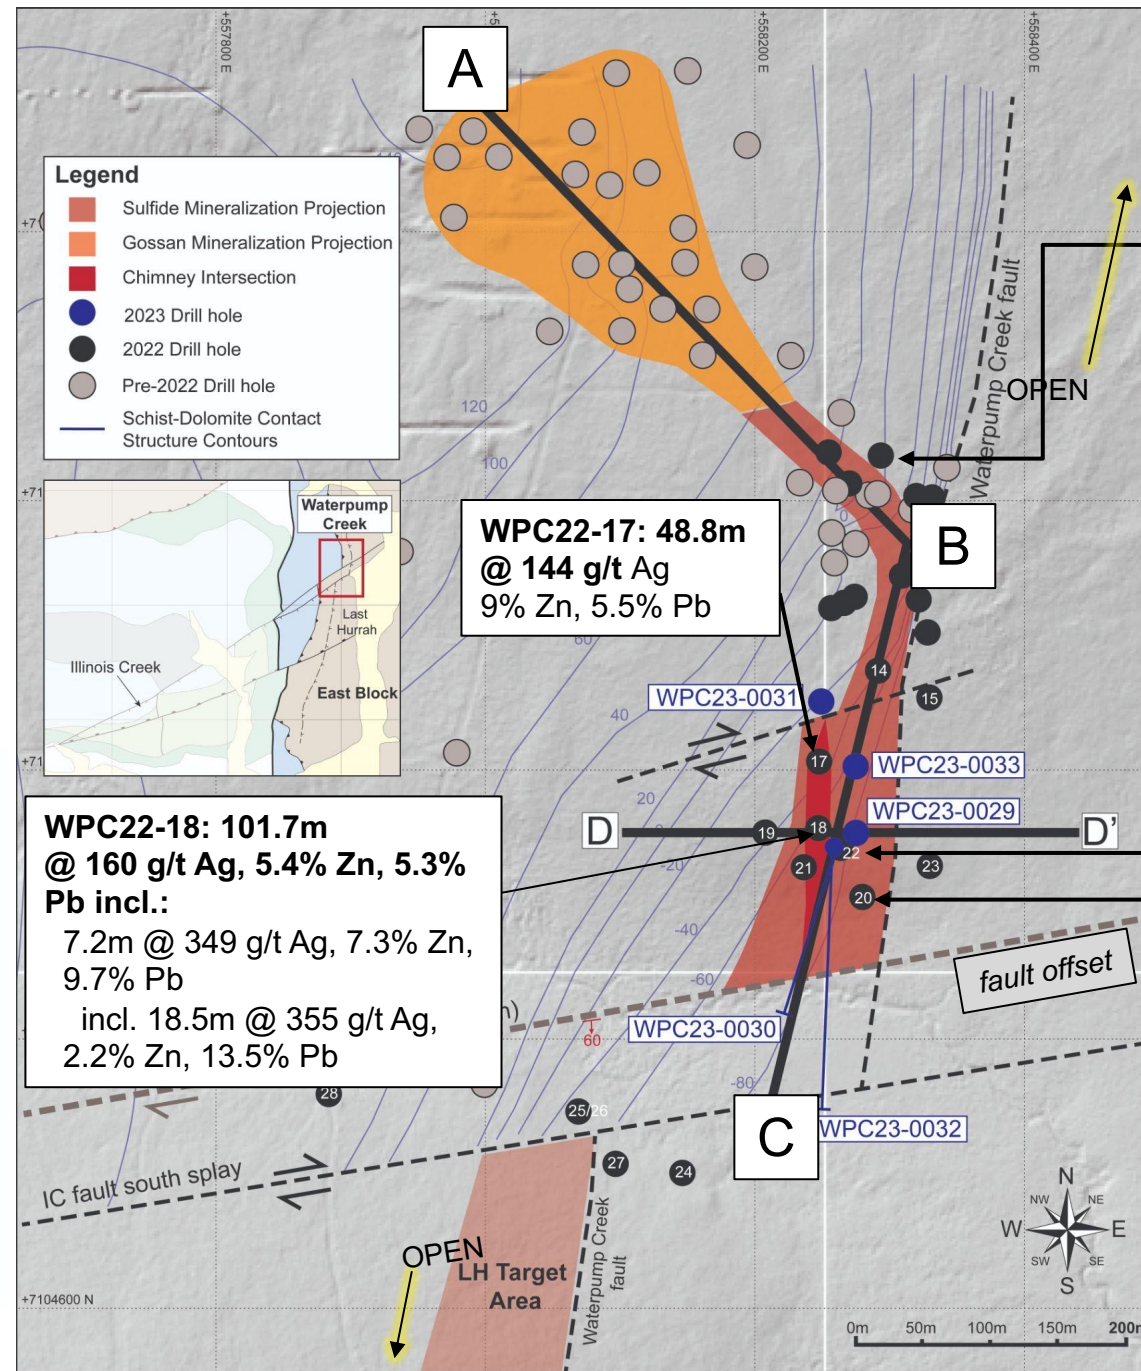 +557800 E
+558200 E
+558400 E
A
Legend
Sulfide Mineralization Projection
Gossan Mineralization Projection
Chimney Intersection
2023 Drill hole
2022 Drill hole
Pre-2022 Drill hole
Schist-Dolomite Contact
Structure Contours
120
100
OPEN
Waterpump Creek fault
Waterpump
Creek
Last
Hurrah
Illinois Creek
East Block
WPC22-17: 48.8m
@ 144 g/t Ag
9% Zn, 5.5% Pb
B
60
14
15
WPC23-0031
40
17
WPC23-0033
20
WPC23-0029
D
19
18
D'
22
21
23
-20
20
WPC22-18: 101.7m
@ 160 g/t Ag, 5.4% Zn, 5.3%
Pb incl.:
7.2m @ 349 g/t Ag, 7.3% Zn,
9.7% Pb
incl. 18.5m @ 355 g/t Ag,
2.2% Zn, 13.5% Pb
-40
-60
fault offset
60
WPC23-0030
-80
28
25/26
C
WPC23-0032
27
24
IC fault south splay
OPEN
LH Target
Area
Waterpump Creek
fault
N
NW
NE
W
E
SW
SE
S
+7104600 N
0m
50m
100m
150m
200m